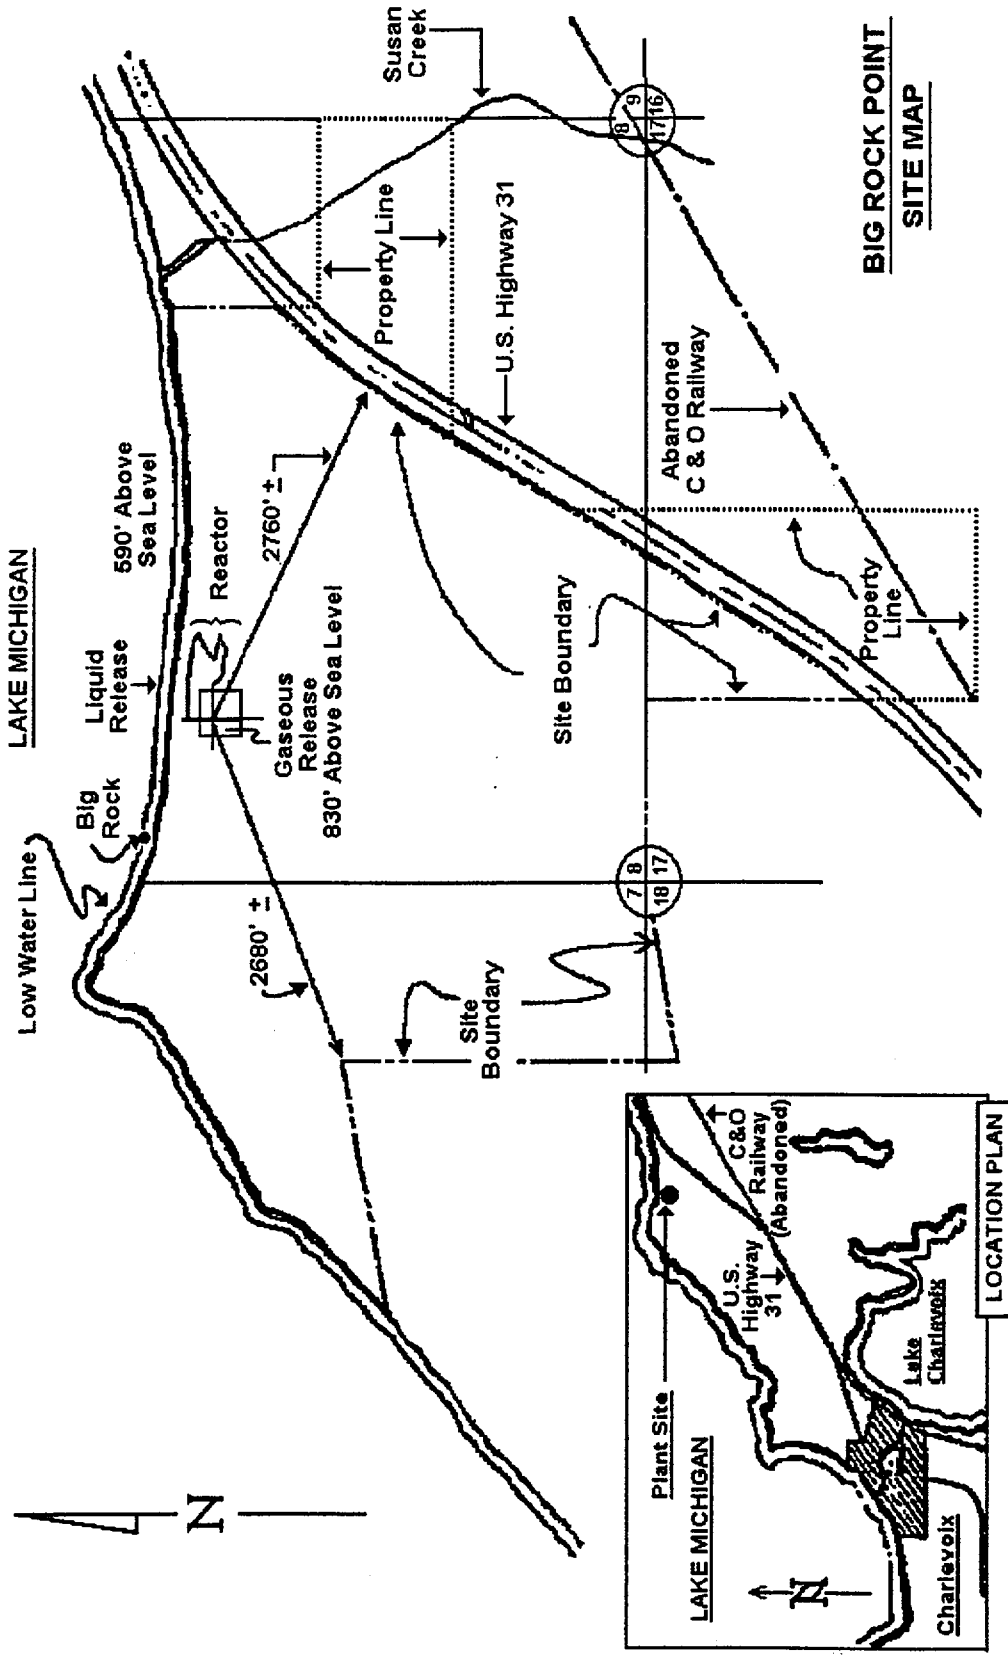 LAKE MICHIGAN
Low Water Line
Big
Rock
Liquid
Release
590' Above
Sea Level
Reactor
2760' ±
2680' ±
Gaseous
Release
830' Above Sea Level
Susan
Creek
Property Line
U.S. Highway 31
Site Boundary
Site
Boundary
Abandoned
C & O Railway
Property
Line
7 8
18 17
8 9
17 16
N
BIG ROCK POINT
SITE MAP
LAKE MICHIGAN
Plant Site
U.S.
Highway
31
C&O
Railway
(Abandoned)
Lake
Charlevoix
Charlevoix
N
LOCATION PLAN